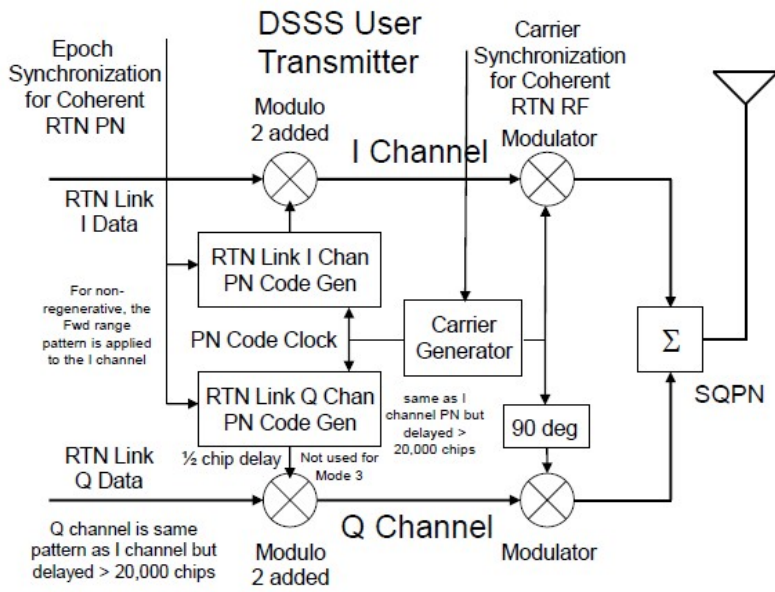 DSSS User
Transmitter
Epoch
Synchronization
for Coherent
RTN PN
Carrier
Synchronization
for Coherent
RTN RF
Modulo
2 added
I Channel
Modulator
RTN Link
I Data
RTN Link I Chan
PN Code Gen
For non-
regenerative, the
Fwd range
pattern is applied
to the I channel
PN Code Clock
Carrier
Generator
Σ
SQPN
RTN Link Q Chan
PN Code Gen
same as I
channel PN but
delayed >
20,000 chips
90 deg
RTN Link
Q Data
½ chip delay
Not used for
Mode 3
Q Channel
Q channel is same
pattern as I channel but
delayed > 20,000 chips
Modulo
2 added
Modulator